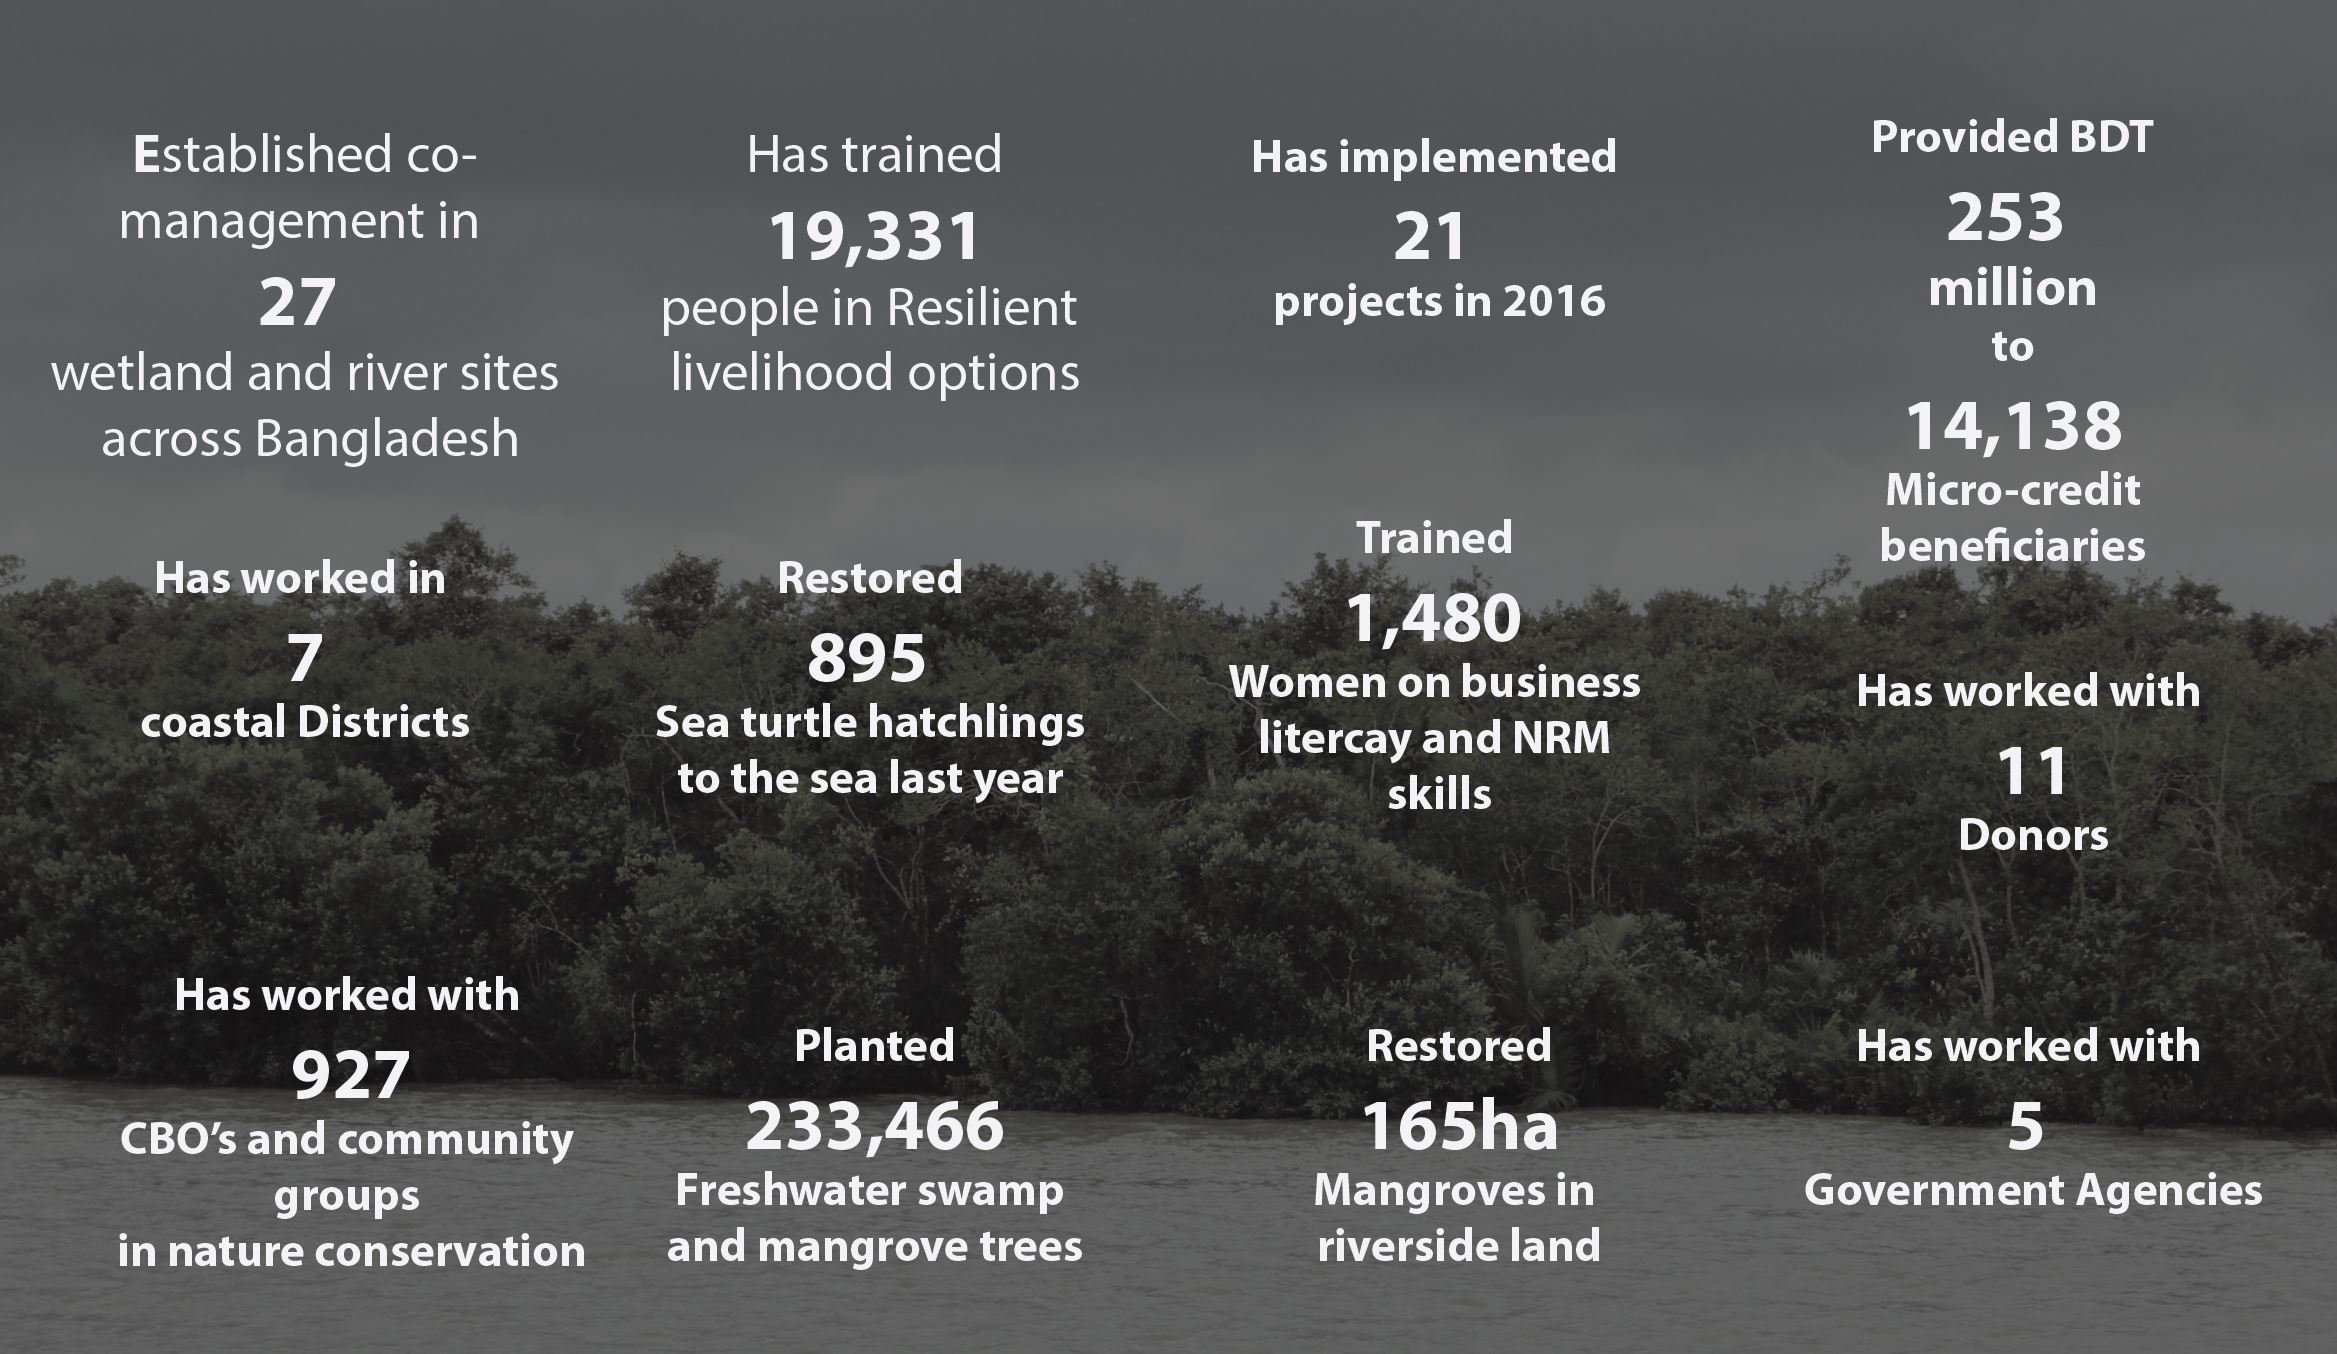 Established co-
management in
27
wetland and river sites
across Bangladesh
Has trained
19,331
people in Resilient
livelihood options
Has implemented
21
projects in 2016
Provided BDT
253
million
to
14,138
Micro-credit
beneficiaries
Has worked in
7
coastal Districts
Restored
895
Sea turtle hatchlings
to the sea last year
Trained
1,480
Women on business
litercay and NRM
skills
Has worked with
11
Donors
Has worked with
927
CBO’s and community
groups
in nature conservation
Planted
233,466
Freshwater swamp
and mangrove trees
Restored
165ha
Mangroves in
riverside land
Has worked with
5
Government Agencies